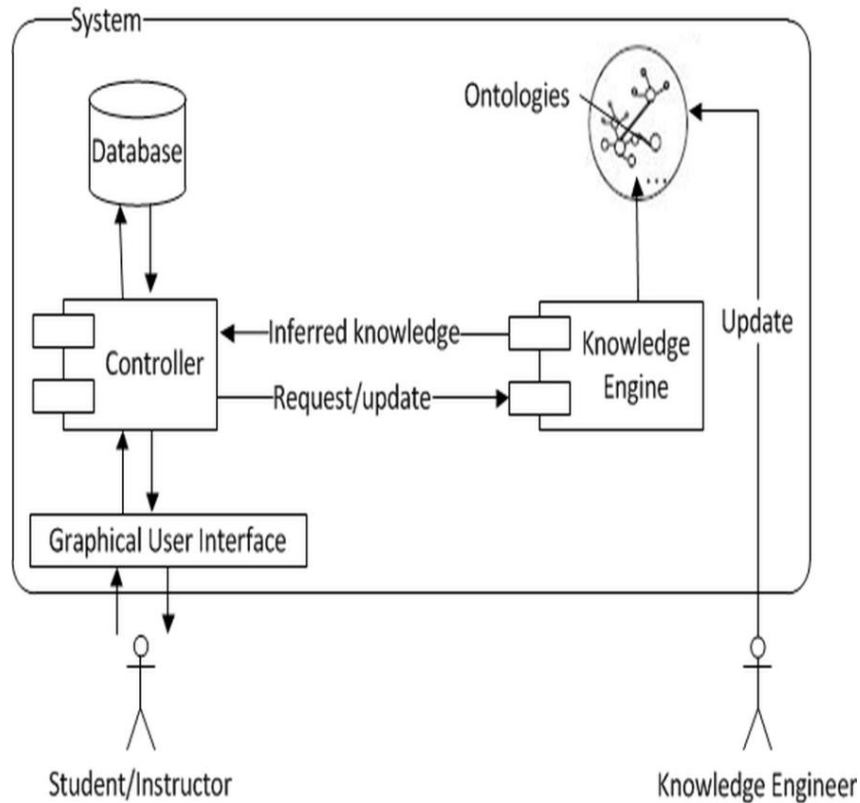 System
Ontologies
Database
Inferred knowledge
Controller
Knowledge
Engine
Update
Request/update
Graphical User Interface
Student/Instructor
Knowledge Engineer